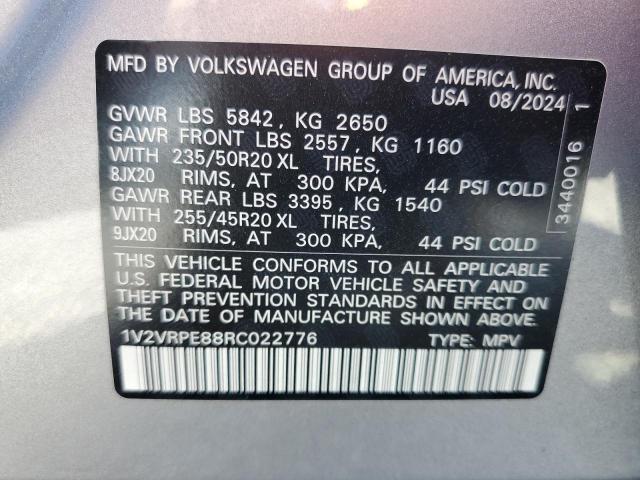 MFD BY VOLKSWAGEN GROUP OF AMERICA, INC.
USA 08/2024
GVWR LBS 5842, KG 2650
GAWR FRONT LBS 2557, KG 1160
WITH 235/50R20 XL TIRES,
8JX20 RIMS, AT 300 KPA, 44 PSI COLD
GAWR REAR LBS 3395, KG 1540
WITH 255/45R20 XL TIRES,
9JX20 RIMS, AT 300 KPA, 44 PSI COLD
3440016 1
THIS VEHICLE CONFORMS TO ALL APPLICABLE
U.S. FEDERAL MOTOR VEHICLE SAFETY AND
THEFT PREVENTION STANDARDS IN EFFECT ON
THE DATE OF MANUFACTURE SHOWN ABOVE.
1V2VRPE88RC022776 TYPE: MPV